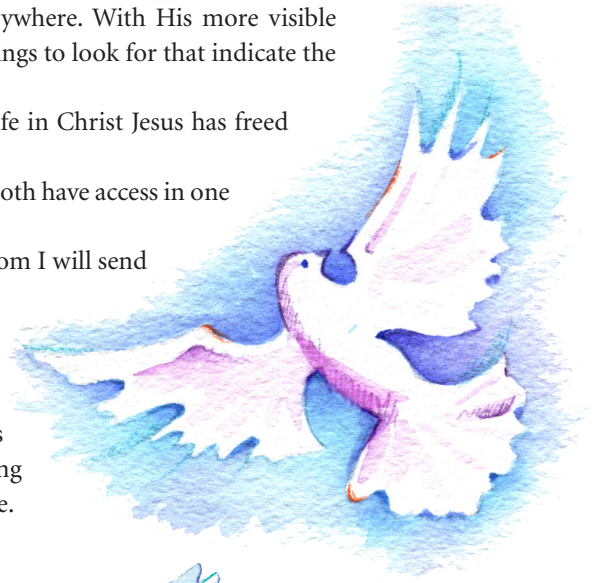 ywhere. With His more visible
ngs to look for that indicate the
fe in Christ Jesus has freed
oth have access in one
om I will send
s
ng
e.